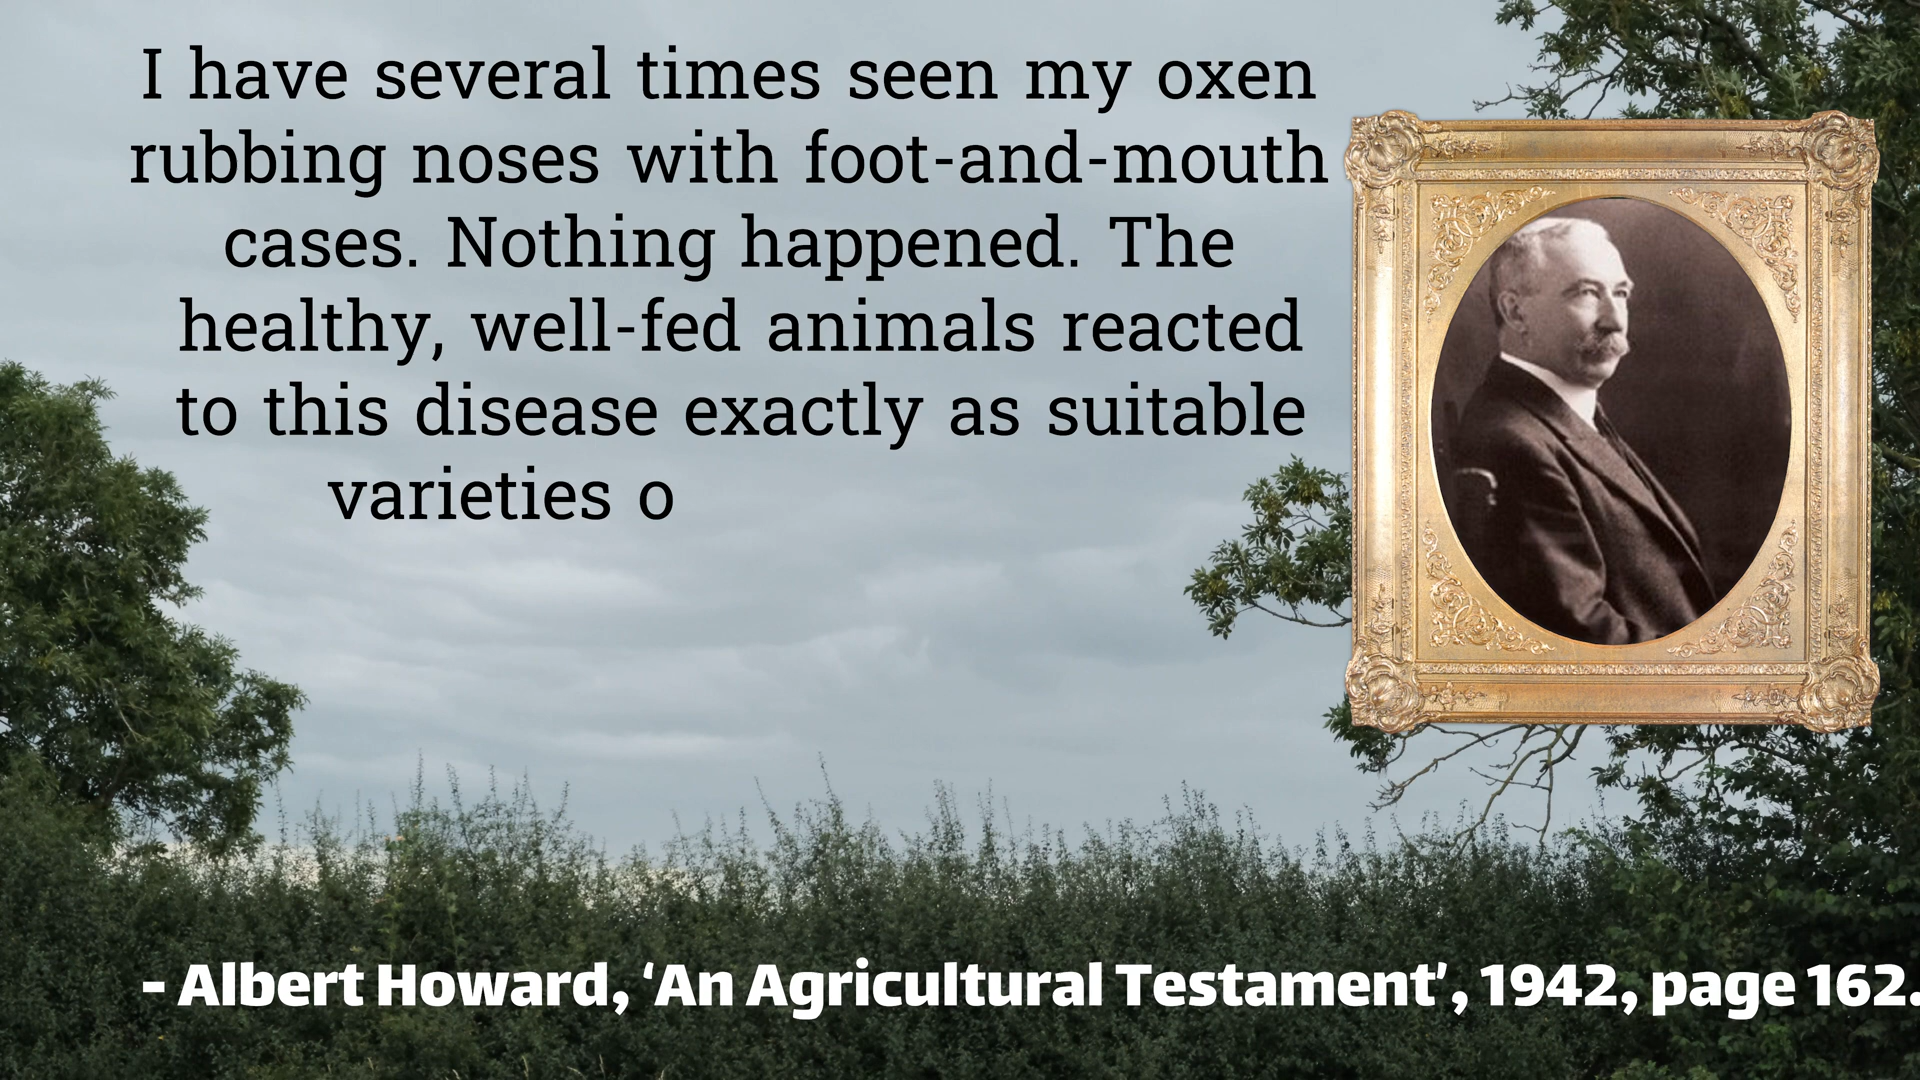 I have several times seen my oxen
rubbing noses with foot-and-mouth
cases. Nothing happened. The
healthy, well-fed animals reacted
to this disease exactly as suitable
varieties o
– Albert Howard, ‘An Agricultural Testament’, 1942, page 162.